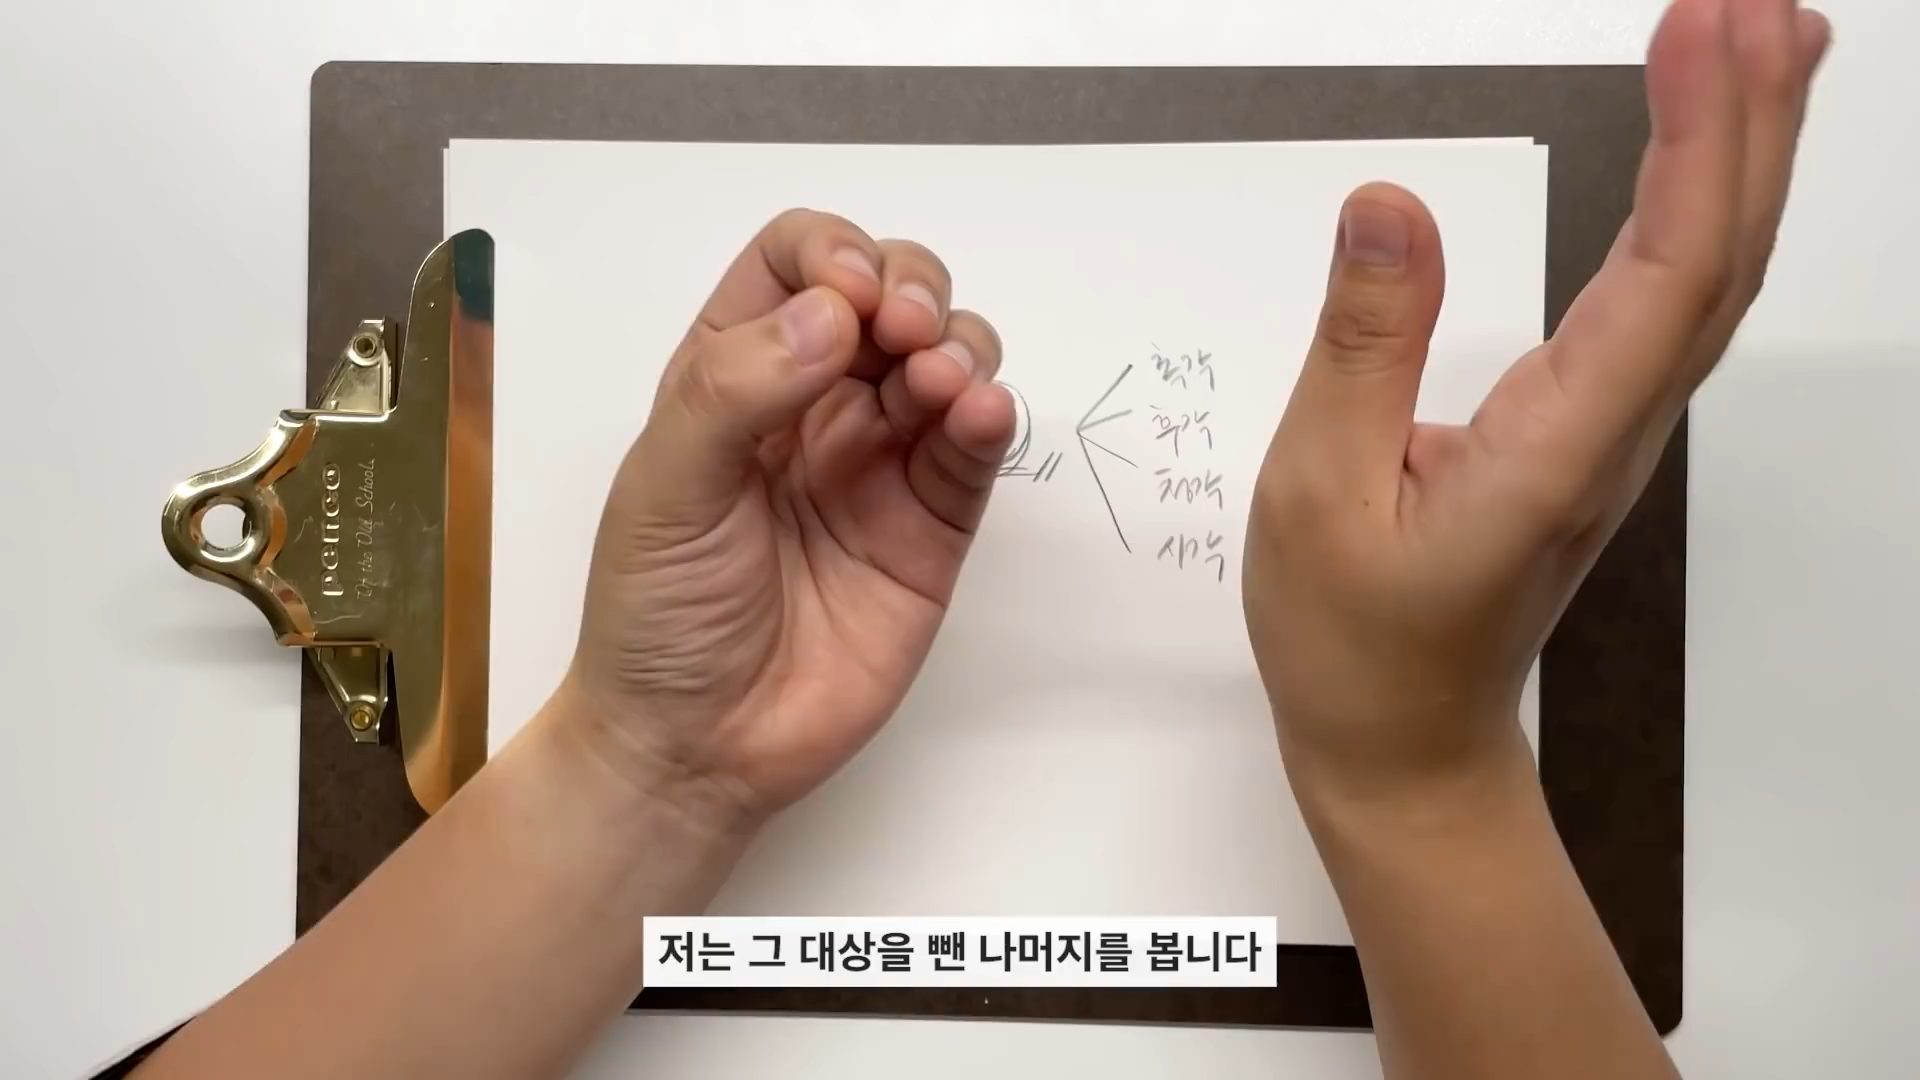 penco
Of the Old School.
촉각
후각
청각
시각
저는 그 대상을 뺀 나머지를 봅니다